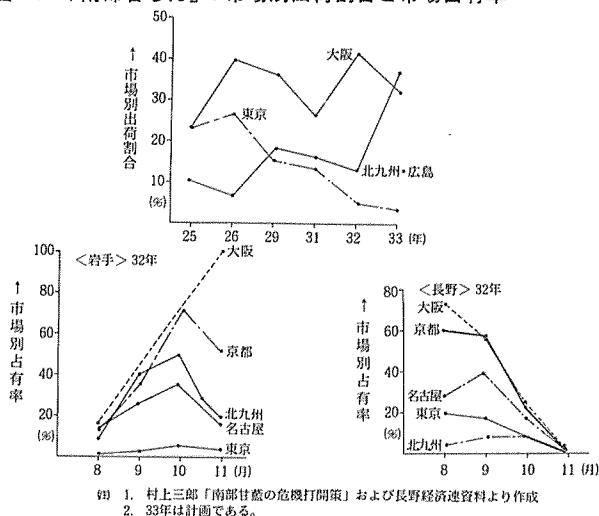 50
40
30
20
10
(%)
↑市場別出荷割合
大阪
東京
北九州・広島
25 26 29 31 32 33 (年)
<岩手> 32年
100
80
60
40
20
(%)
↑市場別占有率
大阪
京都
北九州
名古屋
東京
8 9 10 11 (月)
<長野> 32年
80
60
40
20
(%)
↑市場別占有率
大阪
京都
名古屋
東京
北九州
8 9 10 11 (月)
(註) 1. 村上三郎「南部甘藍の危機打開策」および長野経済連資料より作成
2. 33年は計画である。